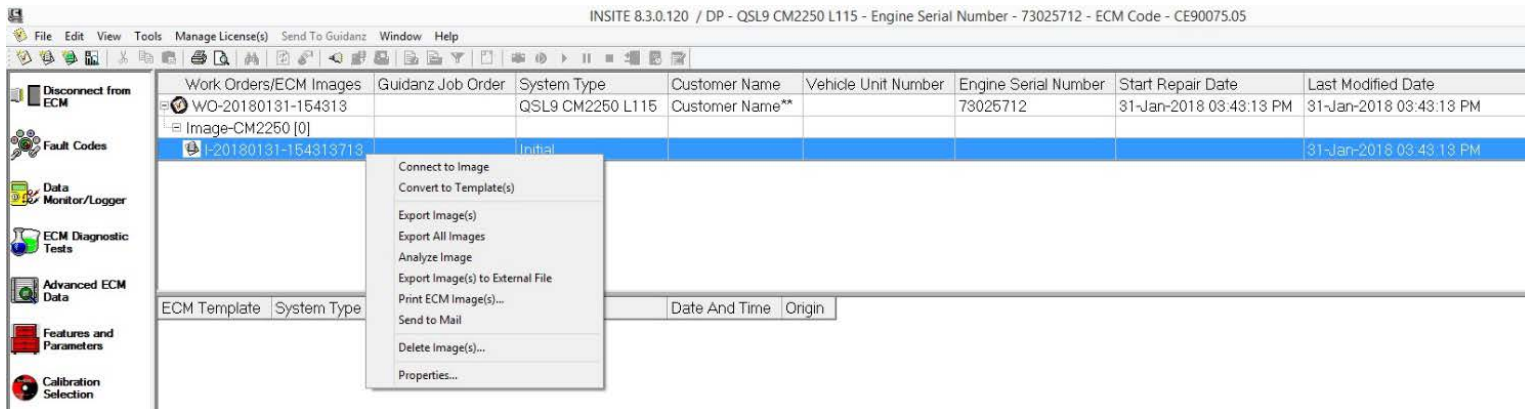 INSITE 8.3.0.120 / DP - QSL9 CM2250 L115 - Engine Serial Number - 73025712 - ECM Code - CE90075.05
File Edit View Tools Manage License(s) Send To Guidanz Window Help
Disconnect from ECM
Fault Codes
Data Monitor/Logger
ECM Diagnostic Tests
Advanced ECM Data
Features and Parameters
Calibration Selection
Work Orders/ECM Images Guidanz Job Order System Type Customer Name Vehicle Unit Number Engine Serial Number Start Repair Date Last Modified Date
WO-20180131-154313 QSL9 CM2250 L115 Customer Name** 73025712 31-Jan-2018 03:43:13 PM 31-Jan-2018 03:43:13 PM
Image-CM2250 [0]
I-20180131-154313713 Initial 31-Jan-2018 03:43:13 PM
Connect to Image
Convert to Template(s)
Export Image(s)
Export All Images
Analyze Image
Export Image(s) to External File
Print ECM Image(s)...
Send to Mail
Delete Image(s)...
Properties...
ECM Template System Type Date And Time Origin